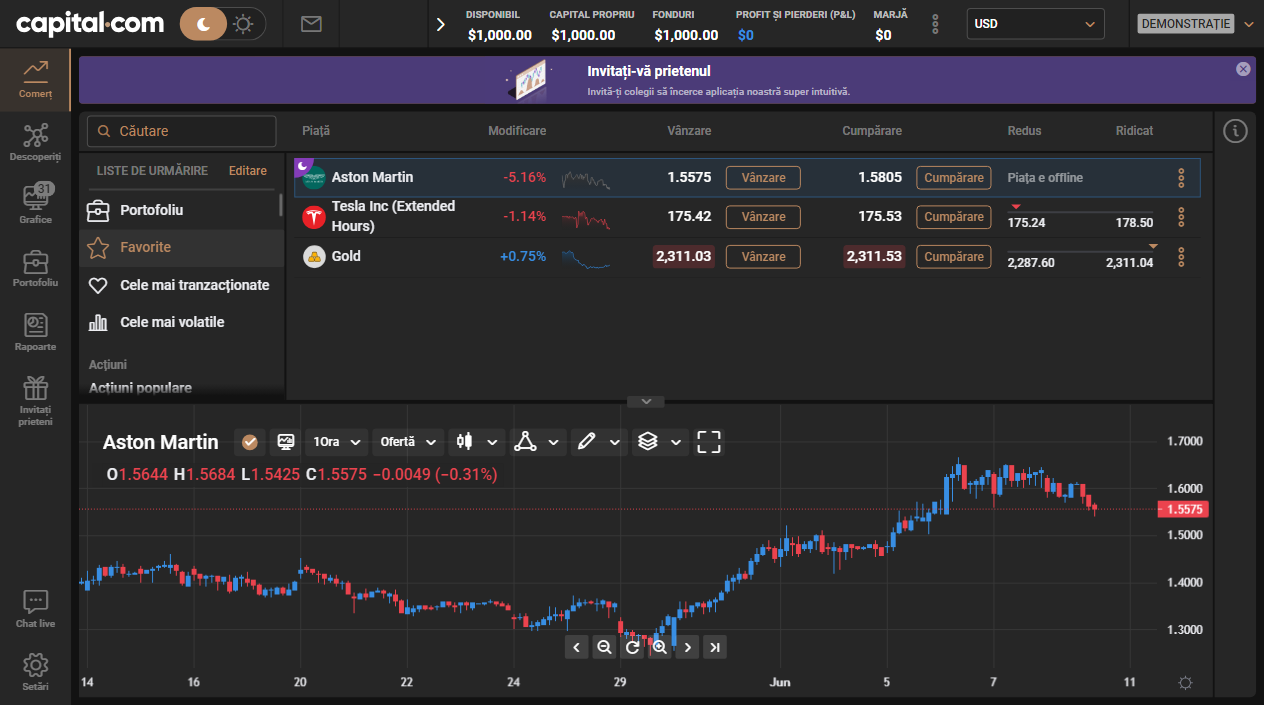 capital.com
DISPONIBIL
CAPITAL PROPRIU
FONDURI
PROFIT ȘI PIERDERI (P&L)
MARJĂ
$1,000.00
$1,000.00
$1,000.00
$0
$0
USD
DEMONSTRAȚIE
Comerț
Descoperiți
31
Grafice
Portofoliu
Rapoarte
Invitați
prieteni
Chat live
Setări
Invitați-vă prietenul
Invită-ți colegii să încerce aplicația noastră super intuitivă.
Căutare
LISTE DE URMĂRIRE
Editare
Portofoliu
Favorite
Cele mai tranzacționate
Cele mai volatile
Acțiuni
Acțiuni populare
Piață
Modificare
Vânzare
Cumpărare
Redus
Ridicat
Aston Martin
-5.16%
1.5575
Vânzare
1.5805
Cumpărare
Piața e offline
Tesla Inc (Extended
Hours)
-1.14%
175.42
Vânzare
175.53
Cumpărare
175.24
178.50
Gold
+0.75%
2,311.03
Vânzare
2,311.53
Cumpărare
2,287.60
2,311.04
Aston Martin
1Ora
Ofertă
O1.5644 H1.5684 L1.5425 C1.5575 −0.0049 (−0.31%)
1.7000
1.6000
1.5575
1.5000
1.4000
1.3000
14
16
20
22
24
29
Jun
5
7
11